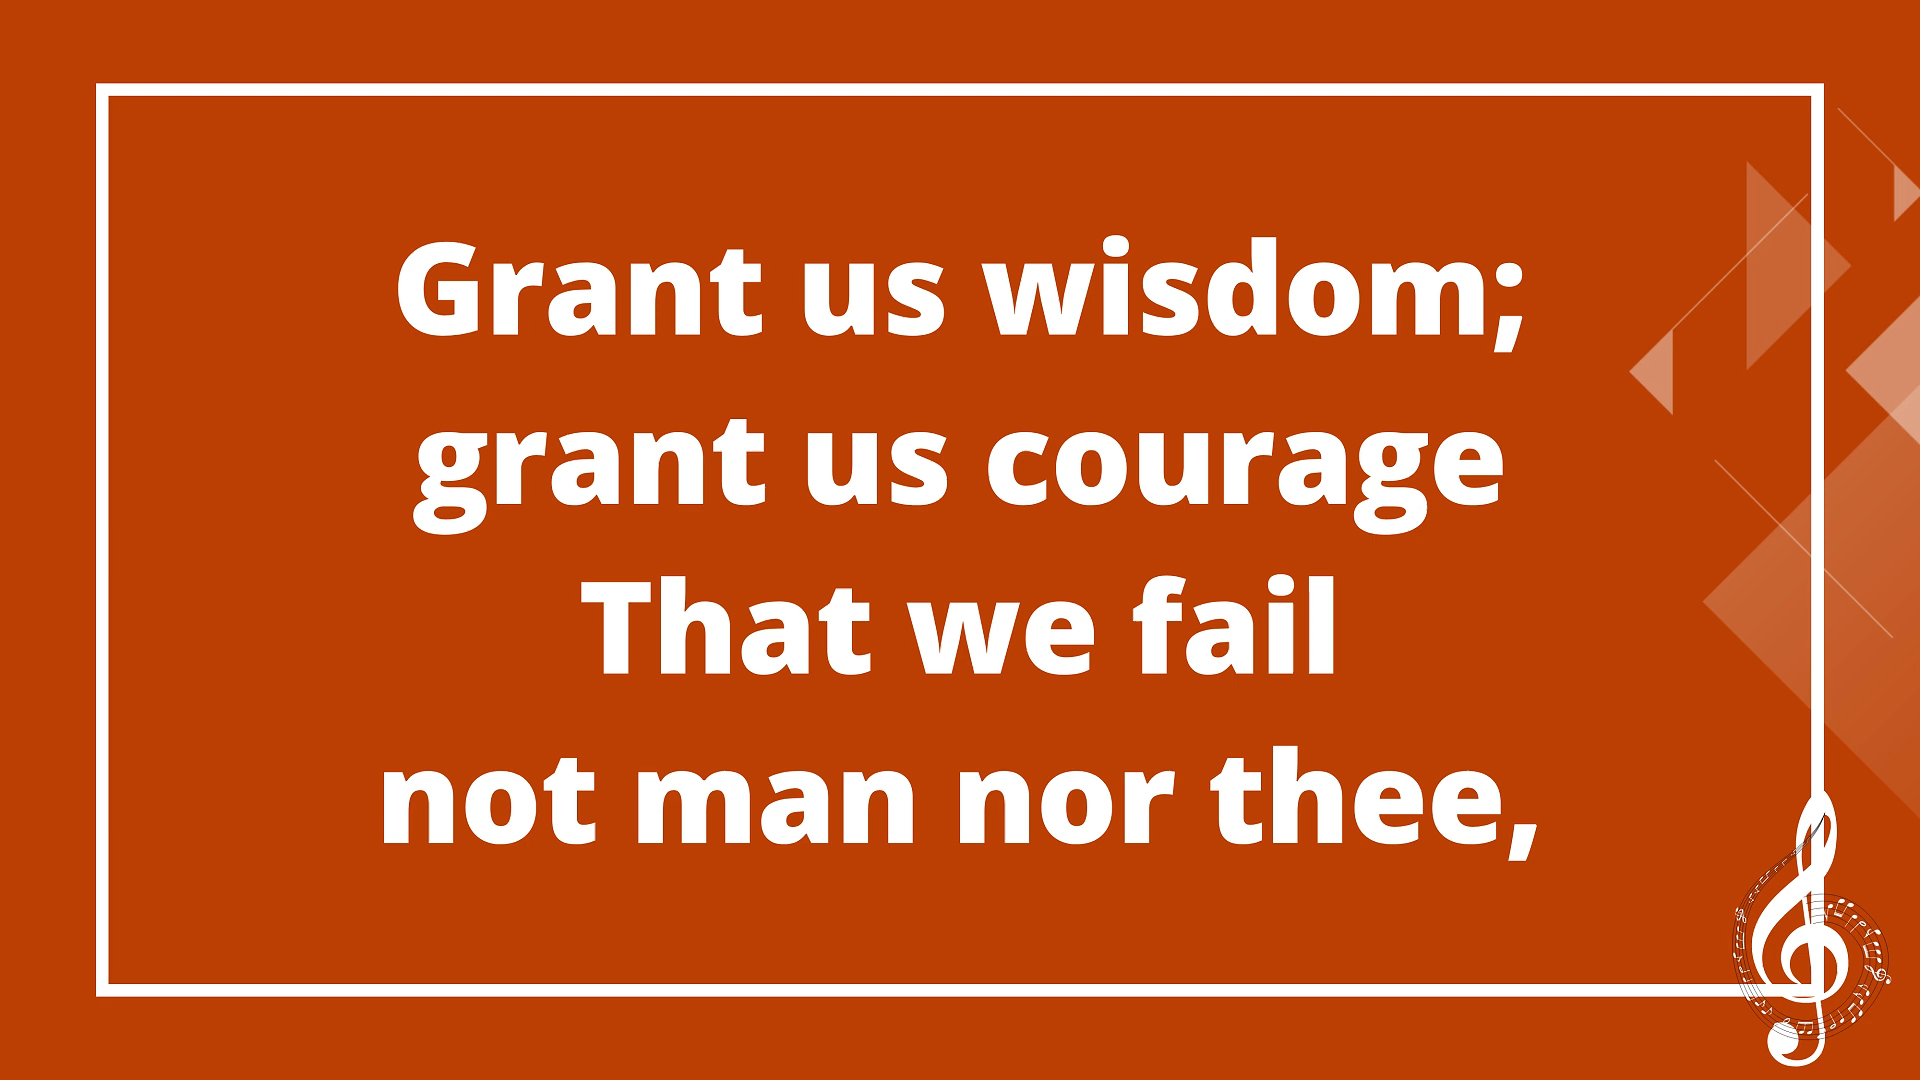 Grant us wisdom;
grant us courage
That we fail
not man nor thee,